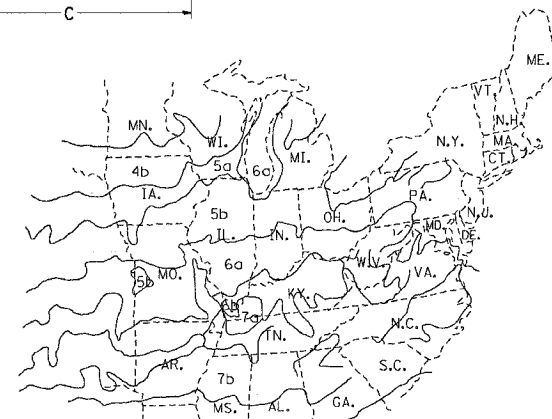 C
ME.
VT.
MN.
N.H.
WI.
N.Y.
MA.
MI.
CT.
4b
5a
6a
IA.
PA.
5b
OH.
N.J.
IL.
IN.
MD.
DE.
6a
W.V.
MO.
VA.
5b
KY.
7a
N.C.
TN.
AR.
S.C.
7b
MS.
AL.
GA.